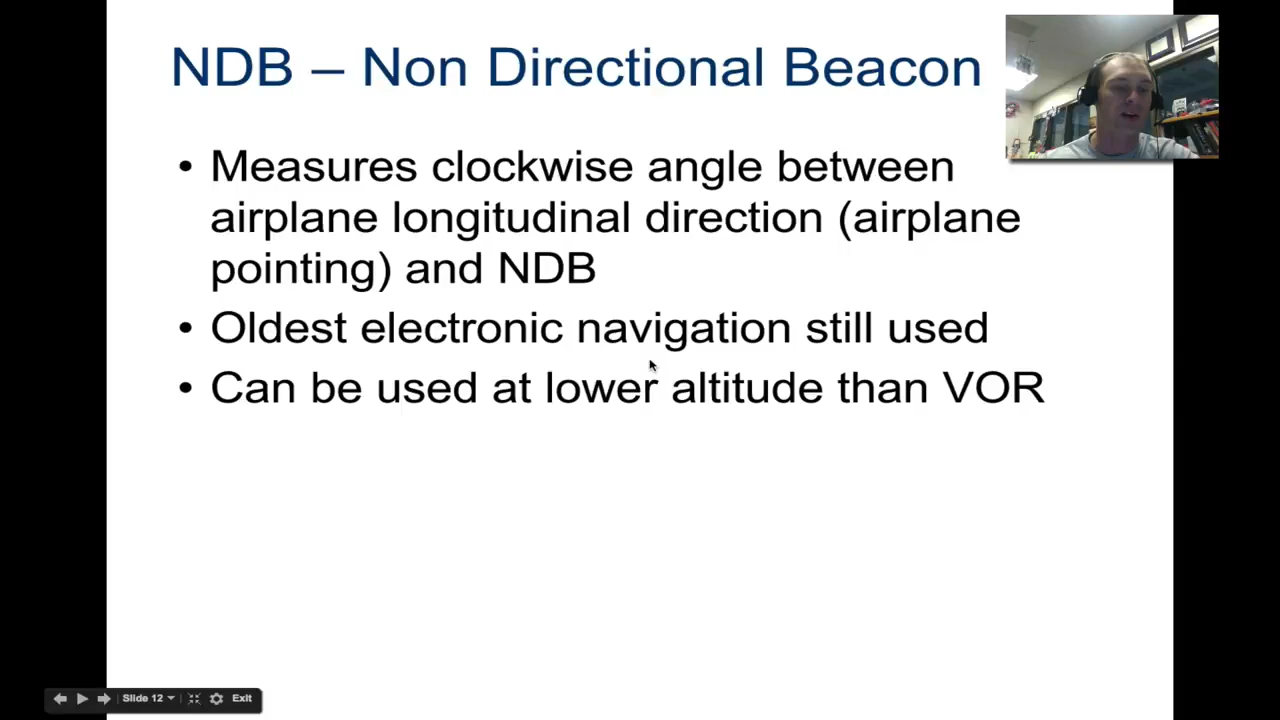 NDB – Non Directional Beacon
• Measures clockwise angle between
airplane longitudinal direction (airplane
pointing) and NDB
• Oldest electronic navigation still used
• Can be used at lower altitude than VOR
Slide 12
Exit